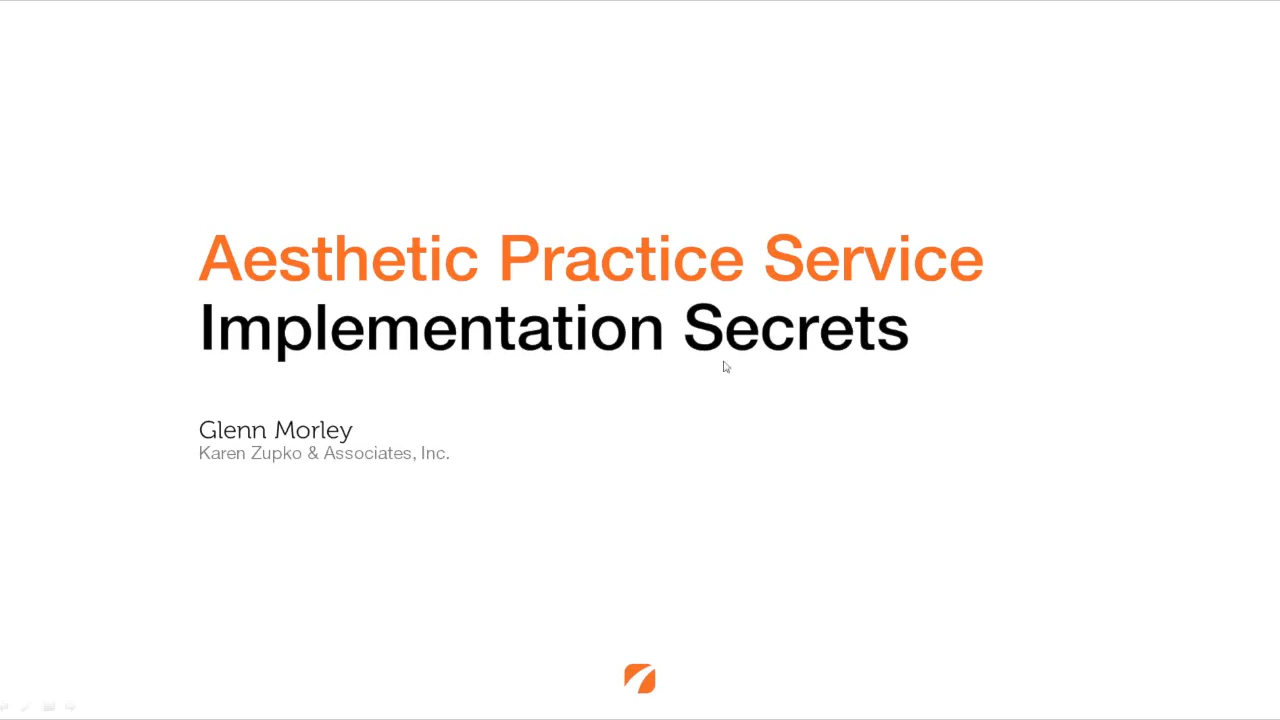 Aesthetic Practice Service
Implementation Secrets
Glenn Morley
Karen Zupko & Associates, Inc.